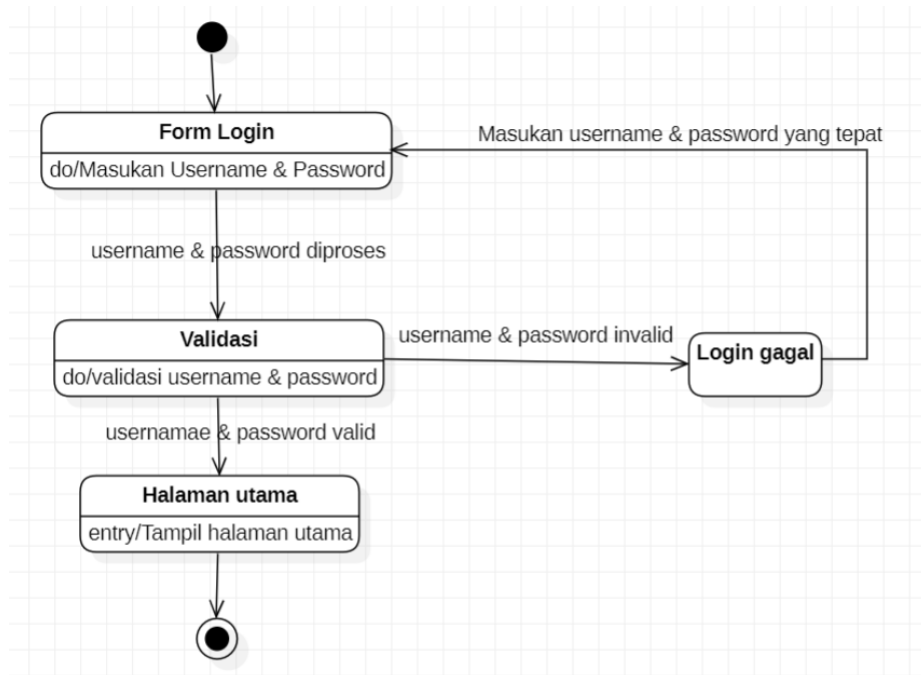 Form Login
do/Masukan Username & Password
Masukan username & password yang tepat
username & password diproses
Validasi
do/validasi username & password
username & password invalid
Login gagal
usernamae & password valid
Halaman utama
entry/Tampil halaman utama